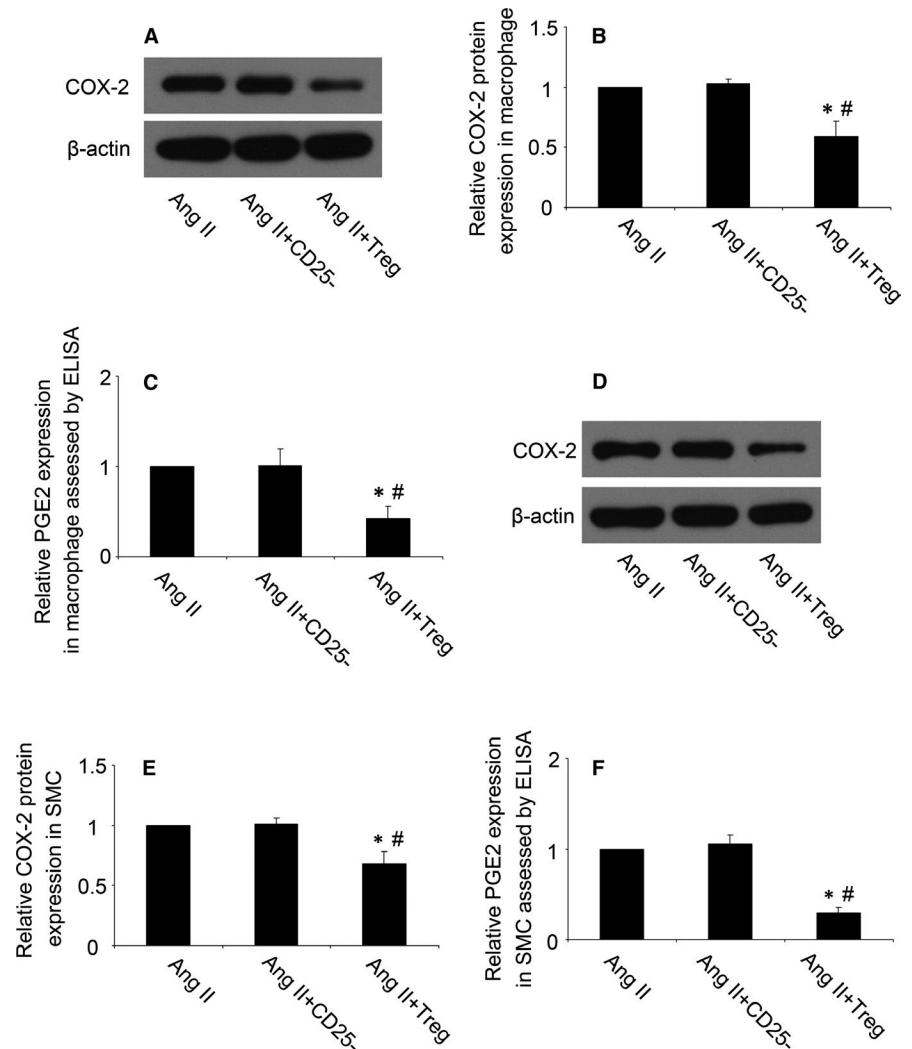 A
COX-2
β-actin
Ang II
Ang II+CD25-
Ang II+Treg
B
Relative COX-2 protein
expression in macrophage
1.5
1
0.5
0
* #
Ang II
Ang II+CD25-
Ang II+Treg
C
Relative PGE2 expression
in macrophage assessed by ELISA
2
1
0
* #
Ang II
Ang II+CD25-
Ang II+Treg
D
COX-2
β-actin
Ang II
Ang II+CD25-
Ang II+Treg
E
Relative COX-2 protein
expression in SMC
1.5
1
0.5
0
* #
Ang II
Ang II+CD25-
Ang II+Treg
F
Relative PGE2 expression
in SMC assessed by ELISA
2
1
0
* #
Ang II
Ang II+CD25-
Ang II+Treg